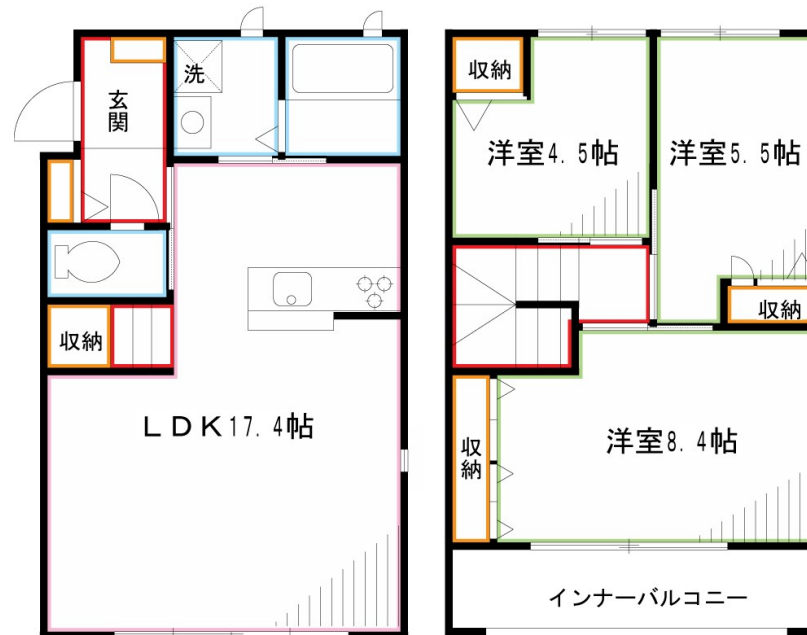 玄関
洗
収納
LDK17.4帖
収納
洋室4.5帖
洋室5.5帖
収納
洋室8.4帖
収納
インナーバルコニー